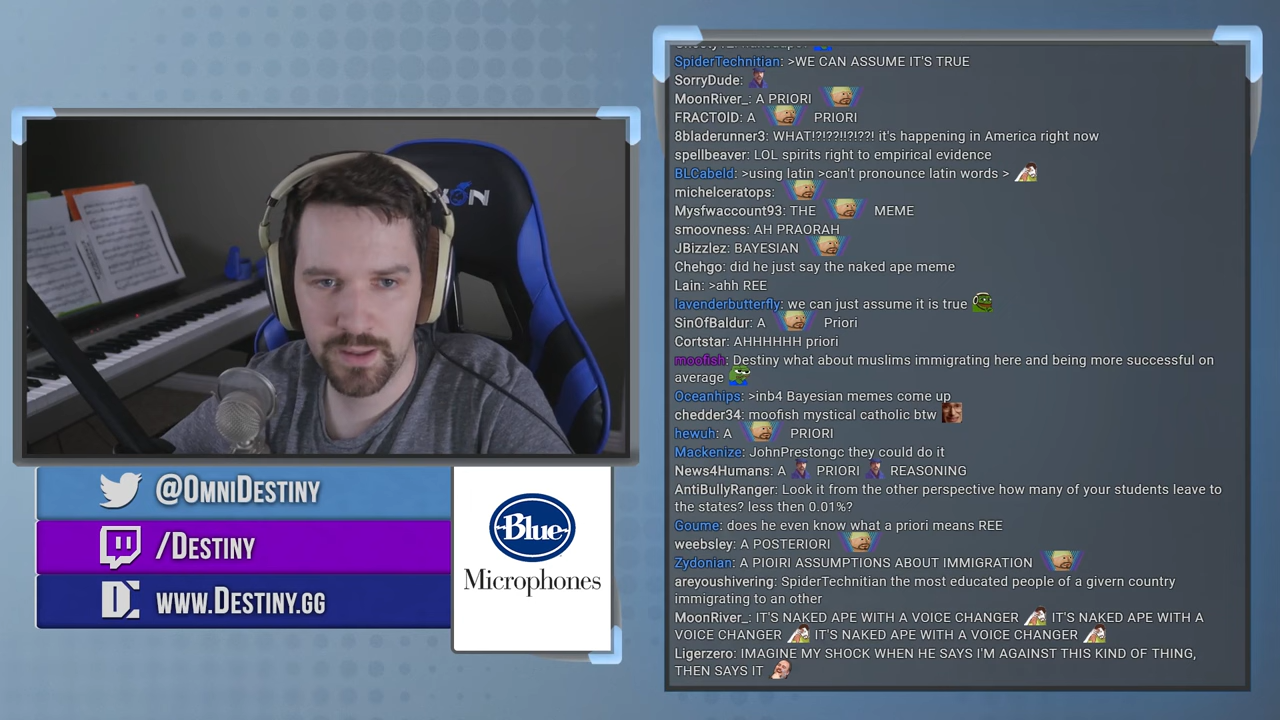 SpiderTechnitian: >WE CAN ASSUME IT'S TRUE
SorryDude:
MoonRiver_: A PRIORI
FRACTOID: A PRIORI
8bladerunner3: WHAT!?!??!!?!??! it's happening in America right now
spellbeaver: LOL spirits right to empirical evidence
BLCabeld: >using latin >can't pronounce latin words >
michelceratops:
Mysfwaccount93: THE MEME
smoovness: AH PRAORAH
JBizzlez: BAYESIAN
Chehgo: did he just say the naked ape meme
Lain: >ahh REE
lavenderbutterfly: we can just assume it is true
SinOfBaldur: A Priori
Cortstar: AHHHHHH priori
moofish: Destiny what about muslims immigrating here and being more successful on
average
Oceanhips: >inb4 Bayesian memes come up
chedder34: moofish mystical catholic btw
hewuh: A PRIORI
Mackenize: JohnPrestongc they could do it
News4Humans: A PRIORI REASONING
AntiBullyRanger: Look it from the other perspective how many of your students leave to
the states? less then 0.01%?
Goume: does he ever know what a priori means REE
weebsley: A POSTERIORI
Zydonian: A PIOIRI ASSUMPTIONS ABOUT IMMIGRATION
areyoushivering: SpiderTechnitian the most educated people of a givern country
immigrating to an other
MoonRiver_: IT'S NAKED APE WITH A VOICE CHANGER IT'S NAKED APE WITH A
VOICE CHANGER IT'S NAKED APE WITH A VOICE CHANGER
Ligerzero: IMAGINE MY SHOCK WHEN HE SAYS I'M AGAINST THIS KIND OF THING,
THEN SAYS IT
@OmniDestiny
/Destiny
www.Destiny.gg
Blue
Microphones